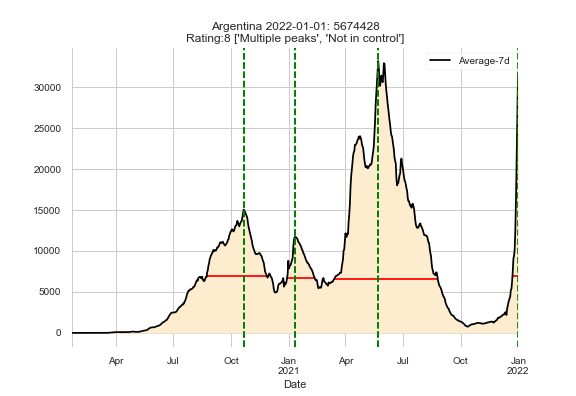 Argentina 2022-01-01: 5674428
Rating:8 ['Multiple peaks', 'Not in control']
Average-7d
30000
25000
20000
15000
10000
5000
0
Apr Jul Oct Jan Apr Jul Oct Jan
2021 2022
Date